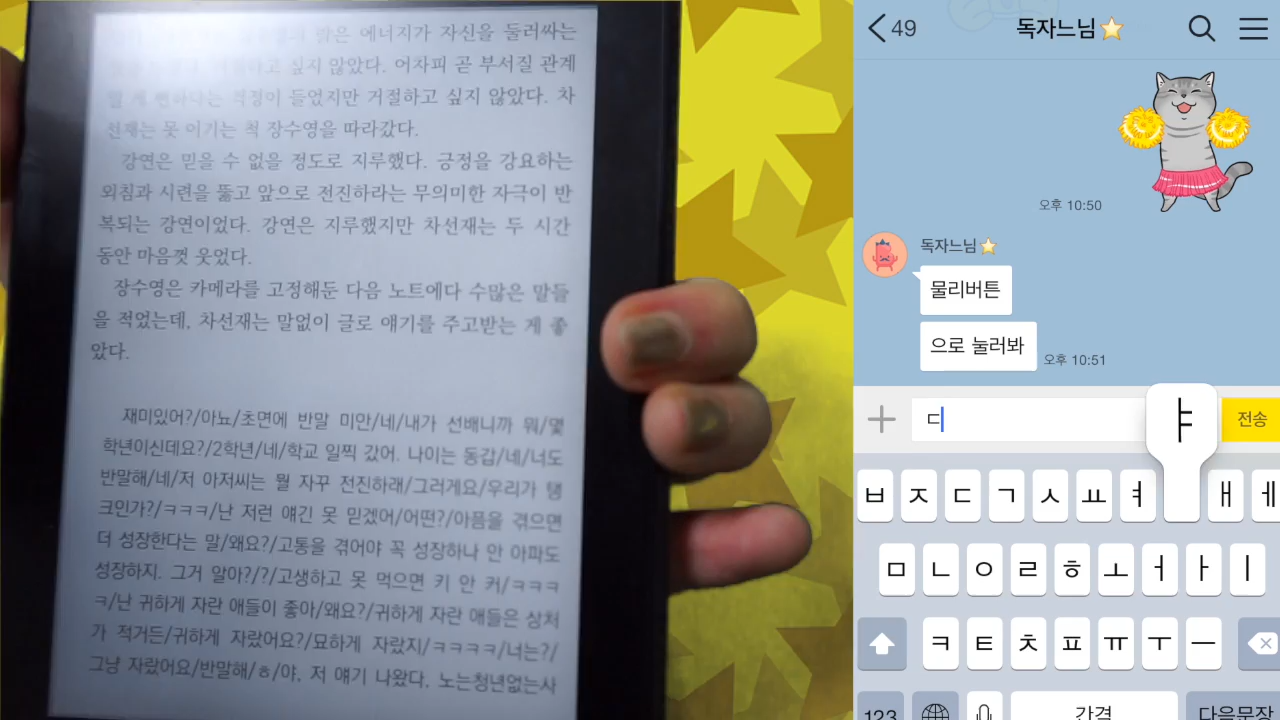 은 에너지가 자신을 둘러싸는
싶지 않았다. 어차피 곧 부서질 관계
들었지만 거절하고 싶지 않았다. 차
선재는 못 이기는 척 장수영을 따라갔다.
강연은 믿을 수 없을 정도로 지루했다. 긍정을 강요하는
외침과 시련을 뚫고 앞으로 전진하라는 무의미한 자극이 반
복되는 강연이었다. 강연은 지루했지만 차선재는 두 시간
동안 마음껏 웃었다.
장수영은 카메라를 고정해둔 다음 노트에다 수많은 말들
을 적었는데, 차선재는 말없이 글로 얘기를 주고받는 게 좋
았다.
재미있어?/아뇨/초면에 반말 미안/네/내가 선배니까 뭐/몇
학년이신데요?/2학년/네/학교 일찍 갔어. 나이는 동갑/네/너도
반말해/네/저 아저씨는 뭘 자꾸 전진하래/그러게요/우리가 탱
크인가?/ㅋㅋㅋ/난 저런 얘긴 못 믿겠어/어떤?/아픔을 겪으면
더 성장한다는 말/왜요?/고통을 겪어야 꼭 성장하나 안 아파도
성장하지. 그거 알아?/?/고생하고 못 먹으면 키 안 커/ㅋㅋㅋ
ㅋ/난 귀하게 자란 애들이 좋아/왜요?/귀하게 자란 애들은 상처
가 적거든/귀하게 자랐어요?/묘하게 자랐지/ㅋㅋㅋㅋ/너는?/
그냥 자랐어요/반말해/ㅎ/야, 저 얘기 나왔다. 노는청년없는사
49
독자느님⭐
오후 10:50
독자느님⭐
물리버튼
으로 눌러봐
오후 10:51
ㄷ
ㅑ
전송
ㅂ ㅈ ㄷ ㄱ ㅅ ㅛ ㅕ ㅐ ㅔ
ㅁ ㄴ ㅇ ㄹ ㅎ ㅗ ㅓ ㅏ ㅣ
ㅋ ㅌ ㅊ ㅍ ㅠ ㅜ ㅡ
123
간격
다음문장